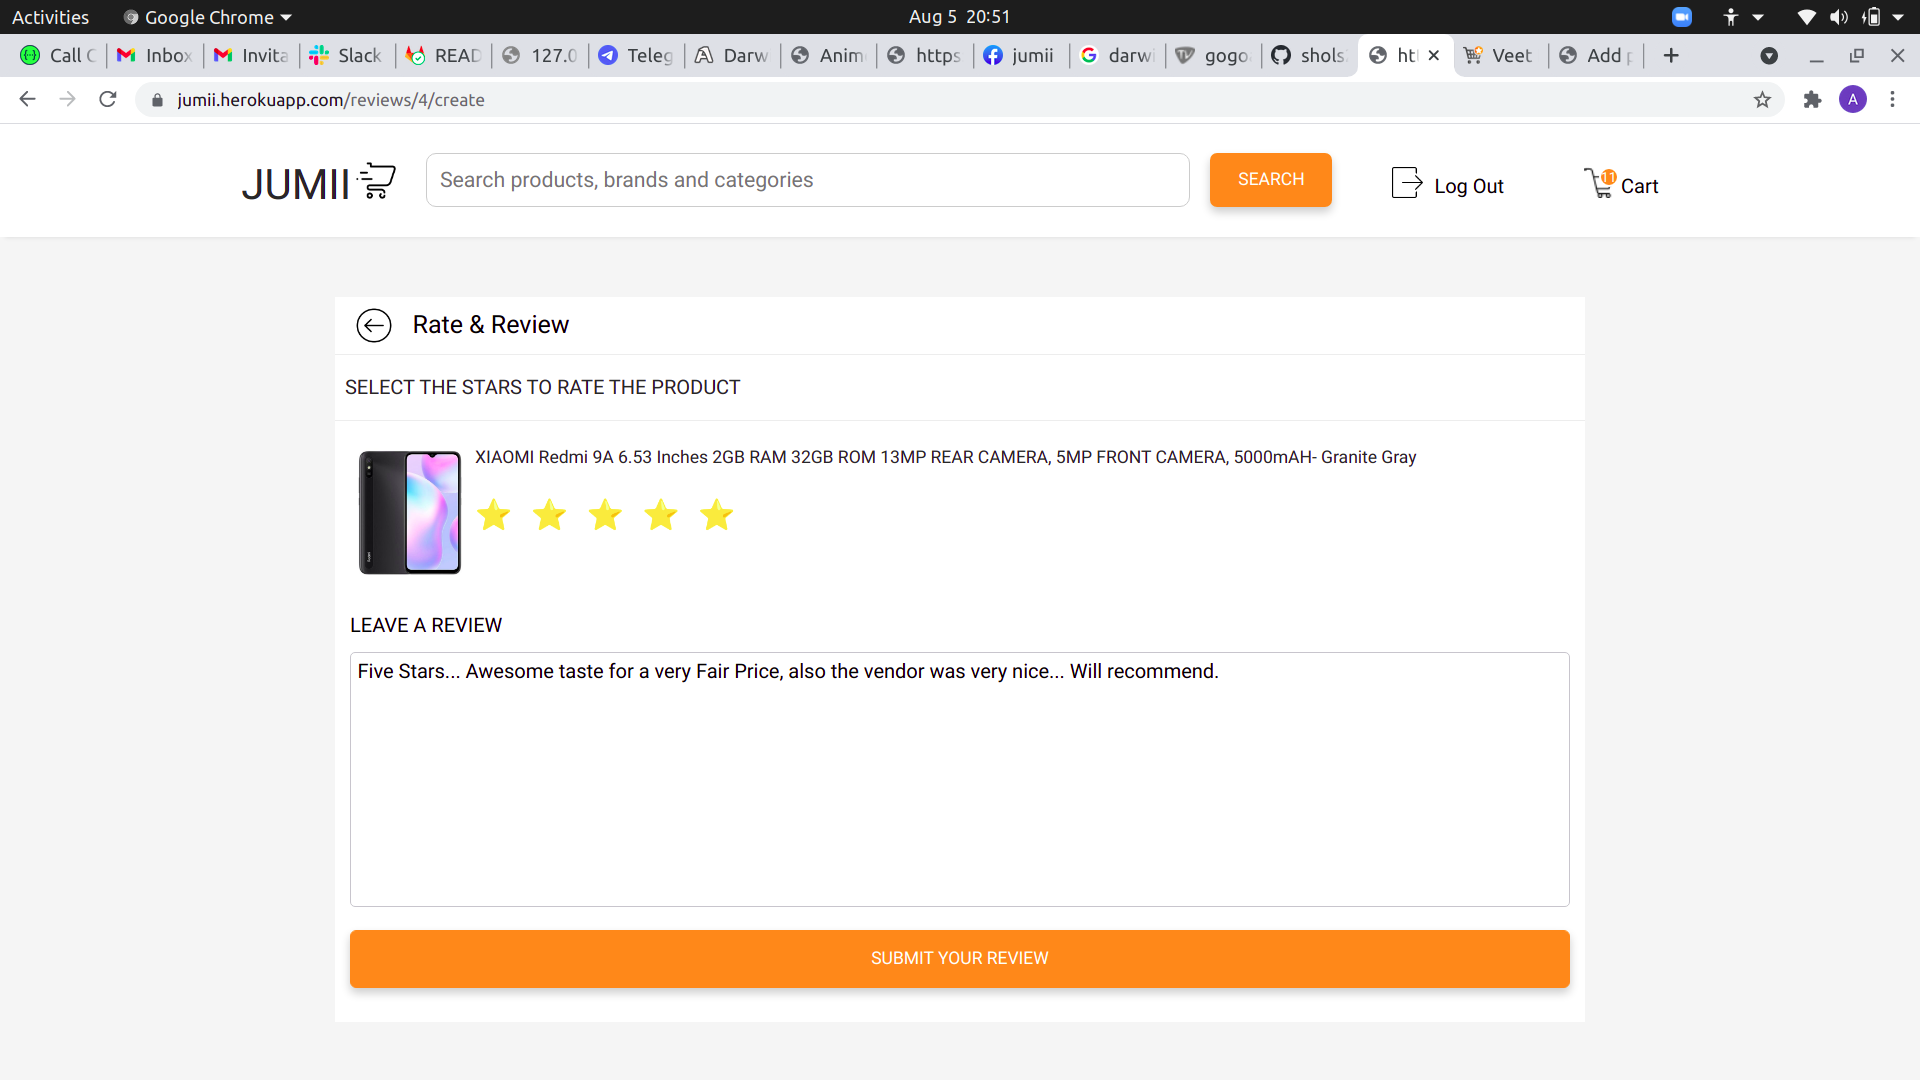 Activities Google Chrome Aug 5 20:51
Call C Inbox Invita Slack READ 127.0 Teleg Darw Anim https jumii darwi gogo shols htt Veet Add p
jumii.herokuapp.com/reviews/4/create A
JUMII Search products, brands and categories SEARCH Log Out 11 Cart
Rate & Review
SELECT THE STARS TO RATE THE PRODUCT
XIAOMI Redmi 9A 6.53 Inches 2GB RAM 32GB ROM 13MP REAR CAMERA, 5MP FRONT CAMERA, 5000mAH- Granite Gray
LEAVE A REVIEW
Five Stars... Awesome taste for a very Fair Price, also the vendor was very nice... Will recommend.
SUBMIT YOUR REVIEW